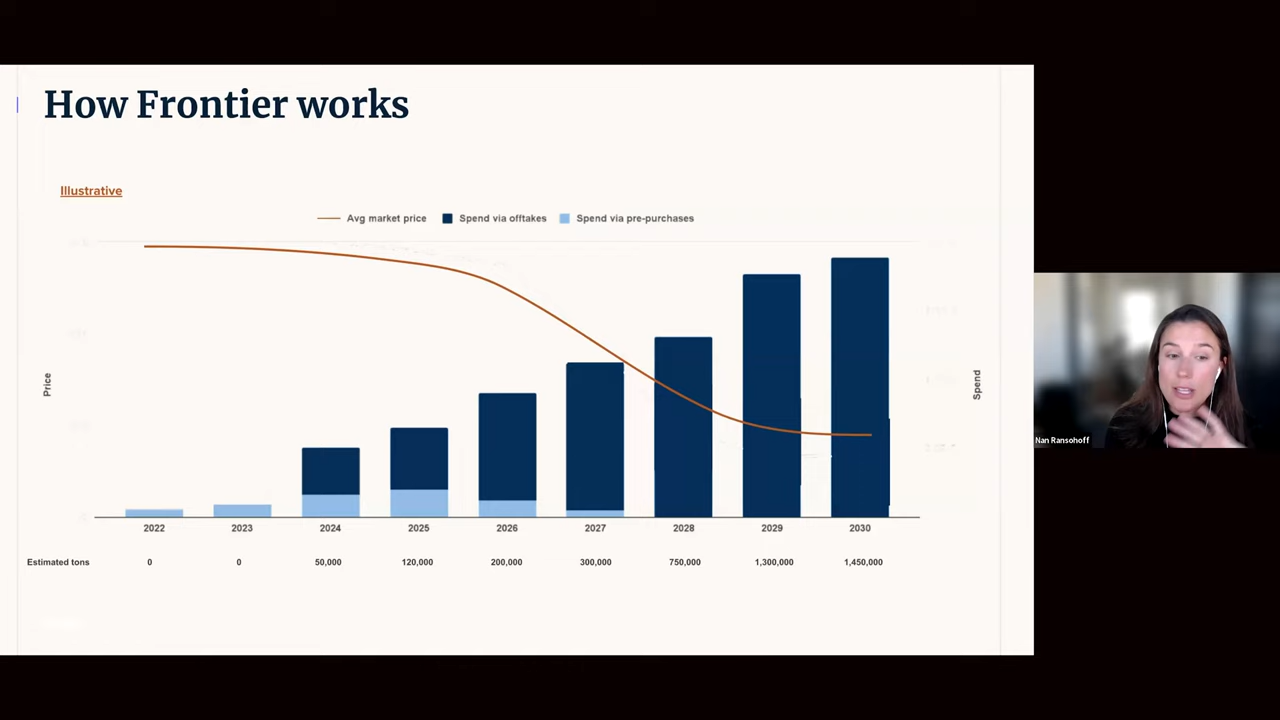 How Frontier works
Illustrative
Avg market price Spend via offtakes Spend via pre-purchases
Price
Spend
2022 2023 2024 2025 2026 2027 2028 2029 2030
Estimated tons 0 0 50,000 120,000 200,000 300,000 750,000 1,300,000 1,450,000
Nan Ransohoff